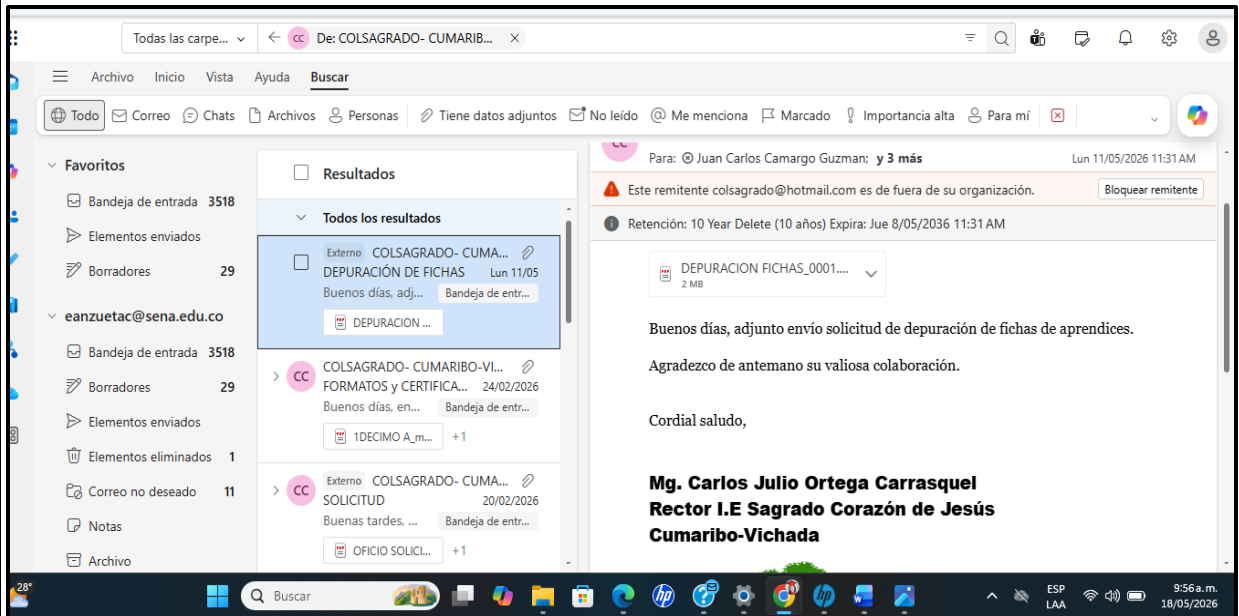 Todas las carpe...
CC De: COLSAGRADO- CUMARIB...
Archivo Inicio Vista Ayuda Buscar
Todo Correo Chats Archivos Personas Tiene datos adjuntos No leído Me menciona Marcado Importancia alta Para mí
Favoritos
Bandeja de entrada 3518
Elementos enviados
Borradores 29
eanzuetac@sena.edu.co
Bandeja de entrada 3518
Borradores 29
Elementos enviados
Elementos eliminados 1
Correo no deseado 11
Notas
Archivo
Resultados
Todos los resultados
Externo COLSAGRADO- CUMA...
DEPURACIÓN DE FICHAS Lun 11/05
Buenos días, adj... Bandeja de entr...
DEPURACION ...
CC COLSAGRADO- CUMARIBO-VI...
FORMATOS y CERTIFICA... 24/02/2026
Buenos días, en... Bandeja de entr...
1DECIMO A_m... +1
CC Externo COLSAGRADO- CUMA...
SOLICITUD 20/02/2026
Buenas tardes, ... Bandeja de entr...
OFICIO SOLICI... +1
Para: Juan Carlos Camargo Guzman; y 3 más Lun 11/05/2026 11:31 AM
Este remitente colsagrado@hotmail.com es de fuera de su organización. Bloquear remitente
Retención: 10 Year Delete (10 años) Expira: Jue 8/05/2036 11:31 AM
DEPURACION FICHAS_0001....
2 MB
Buenos días, adjunto envío solicitud de depuración de fichas de aprendices.
Agradezco de antemano su valiosa colaboración.
Cordial saludo,
Mg. Carlos Julio Ortega Carrasquel
Rector I.E Sagrado Corazón de Jesús
Cumaribo-Vichada
28°
Buscar
hp
ESP
LAA
9:56 a. m.
18/05/2026